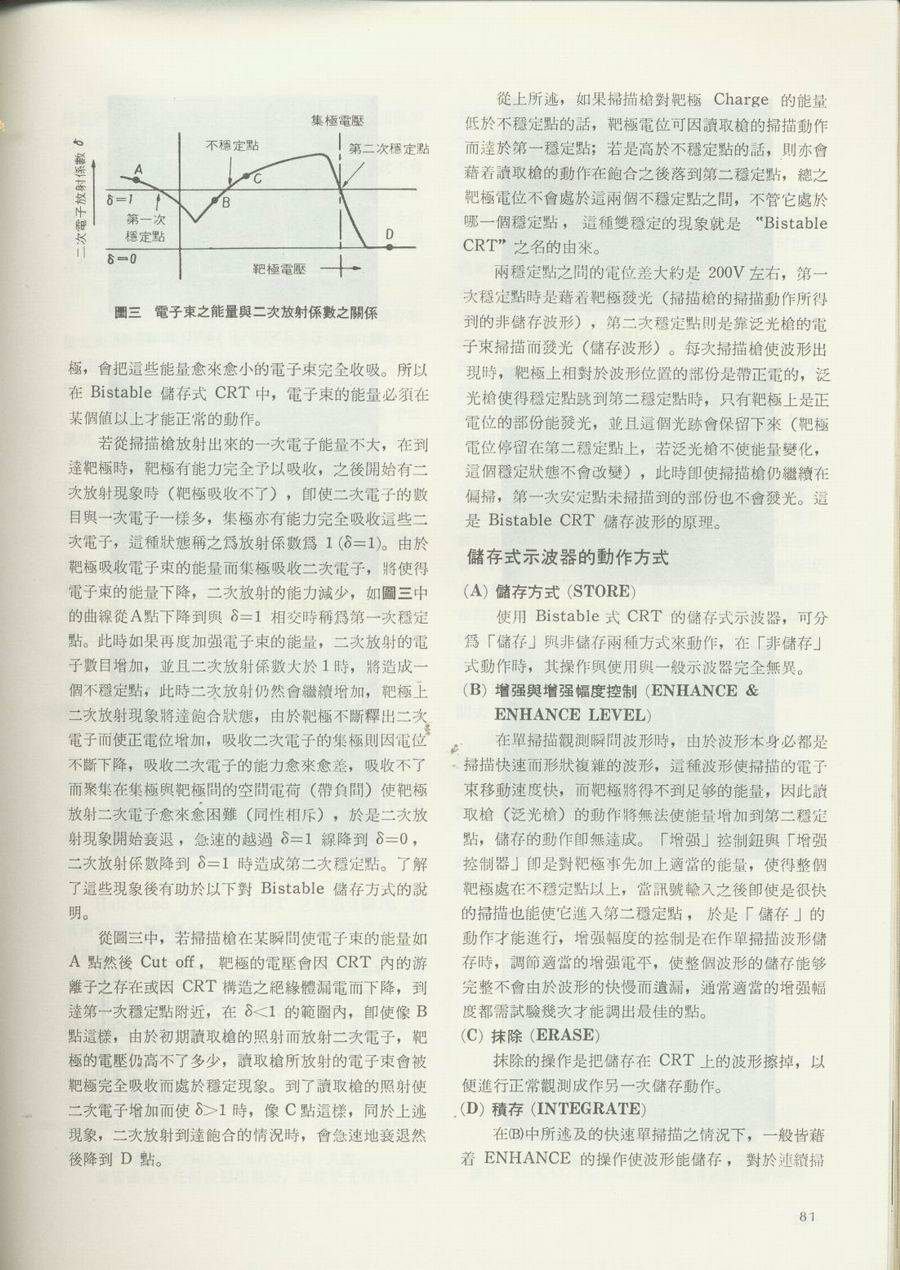 集極電壓
不穩定點
第二次穩定點
二次電子放射係數 δ
A
C
δ=1
B
第一次
穩定點
D
δ=0
靶極電壓
圖三 電子束之能量與二次放射係數之關係
極，會把這些能量愈來愈小的電子束完全收吸。所以
在 Bistable 儲存式 CRT 中，電子束的能量必須在
某個値以上才能正常的動作。
若從掃描槍放射出來的一次電子能量不大，在到
達靶極時，靶極有能力完全予以吸收，之後開始有二
次放射現象時（靶極吸收不了），卽使二次電子的數
目與一次電子一樣多，集極亦有能力完全吸收這些二
次電子，這種狀態稱之爲放射係數爲 1 (δ=1)。由於
靶極吸收電子束的能量而集極吸收二次電子，將使得
電子束的能量下降，二次放射的能力減少，如圖三中
的曲線從A點下降到與 δ=1 相交時稱爲第一次穩定
點。此時如果再度加强電子束的能量，二次放射的電
子數目增加，並且二次放射係數大於 1 時，將造成一
個不穩定點，此時二次放射仍然會繼續增加，靶極上
二次放射現象將達飽合狀態，由於靶極不斷釋出二次
電子而使正電位增加，吸收二次電子的集極則因電位
不斷下降，吸收二次電子的能力愈來愈差，吸收不了
而聚集在集極與靶極間的空間電荷（帶負間）使靶極
放射二次電子愈來愈困難（同性相斥），於是二次放
射現象開始衰退，急速的越過 δ=1 線降到 δ=0，
二次放射係數降到 δ=1 時造成第二次穩定點。了解
了這些現象後有助於以下對 Bistable 儲存方式的說
明。
從圖三中，若掃描槍在某瞬間使電子束的能量如
A 點然後 Cut off，靶極的電壓會因 CRT 內的游
離子之存在或因 CRT 構造之絕緣體漏電而下降，到
達第一次穩定點附近，在 δ<1 的範圍內，卽使像 B
點這樣，由於初期讀取槍的照射而放射二次電子，靶
極的電壓仍高不了多少，讀取槍所放射的電子束會被
靶極完全吸收而處於穩定現象。到了讀取槍的照射使
二次電子增加而使 δ>1 時，像 C 點這樣，同於上述
現象，二次放射到達飽合的情況時，會急速地衰退然
後降到 D 點。
從上所述，如果掃描槍對靶極 Charge 的能量
低於不穩定點的話，靶極電位可因讀取槍的掃描動作
而達於第一穩定點；若是高於不穩定點的話，則亦會
藉着讀取槍的動作在飽合之後落到第二穩定點，總之
靶極電位不會處於這兩個不穩定點之間，不管它處於
哪一個穩定點，這種雙穩定的現象就是 “Bistable
CRT” 之名的由來。
兩穩定點之間的電位差大約是 200V 左右，第一
次穩定點時是藉着靶極發光（掃描槍的掃描動作所得
到的非儲存波形），第二次穩定點則是靠泛光槍的電
子束掃描而發光（儲存波形）。每次掃描槍使波形出
現時，靶極上相對於波形位置的部份是帶正電的，泛
光槍使得穩定點跳到第二穩定點時，只有靶極上是正
電位的部份能發光，並且這個光跡會保留下來（靶極
電位停留在第二穩定點上，若泛光槍不使能量變化，
這個穩定狀態不會改變），此時卽使掃描槍仍繼續在
偏掃，第一次安定點未掃描到的部份也不會發光。這
是 Bistable CRT 儲存波形的原理。
儲存式示波器的動作方式
(A) 儲存方式 (STORE)
使用 Bistable 式 CRT 的儲存式示波器，可分
爲「儲存」與非儲存兩種方式來動作，在「非儲存」
式動作時，其操作與使用與一般示波器完全無異。
(B) 增强與增强幅度控制 (ENHANCE &
ENHANCE LEVEL)
在單掃描觀測瞬間波形時，由於波形本身必都是
掃描快速而形狀複雜的波形，這種波形使掃描的電子
束移動速度快，而靶極將得不到足够的能量，因此讀
取槍（泛光槍）的動作將無法使能量增加到第二穩定
點，儲存的動作卽無達成。「增强」控制鈕與「增强
控制器」卽是對靶極事先加上適當的能量，使得整個
靶極處在不穩定點以上，當訊號輸入之後卽使是很快
的掃描也能使它進入第二穩定點，於是「儲存」的
動作才能進行，增强幅度的控制是在作單掃描波形儲
存時，調節適當的增强電平，使整個波形的儲存能够
完整不會由於波形的快慢而遺漏，通常適當的增强幅
度都需試驗幾次才能調出最佳的點。
(C) 抹除 (ERASE)
抹除的操作是把儲存在 CRT 上的波形擦掉，以
便進行正常觀測或作另一次儲存動作。
(D) 積存 (INTEGRATE)
在(B)中所述及的快速單掃描之情況下，一般皆藉
着 ENHANCE 的操作使波形能儲存，對於連續掃
81